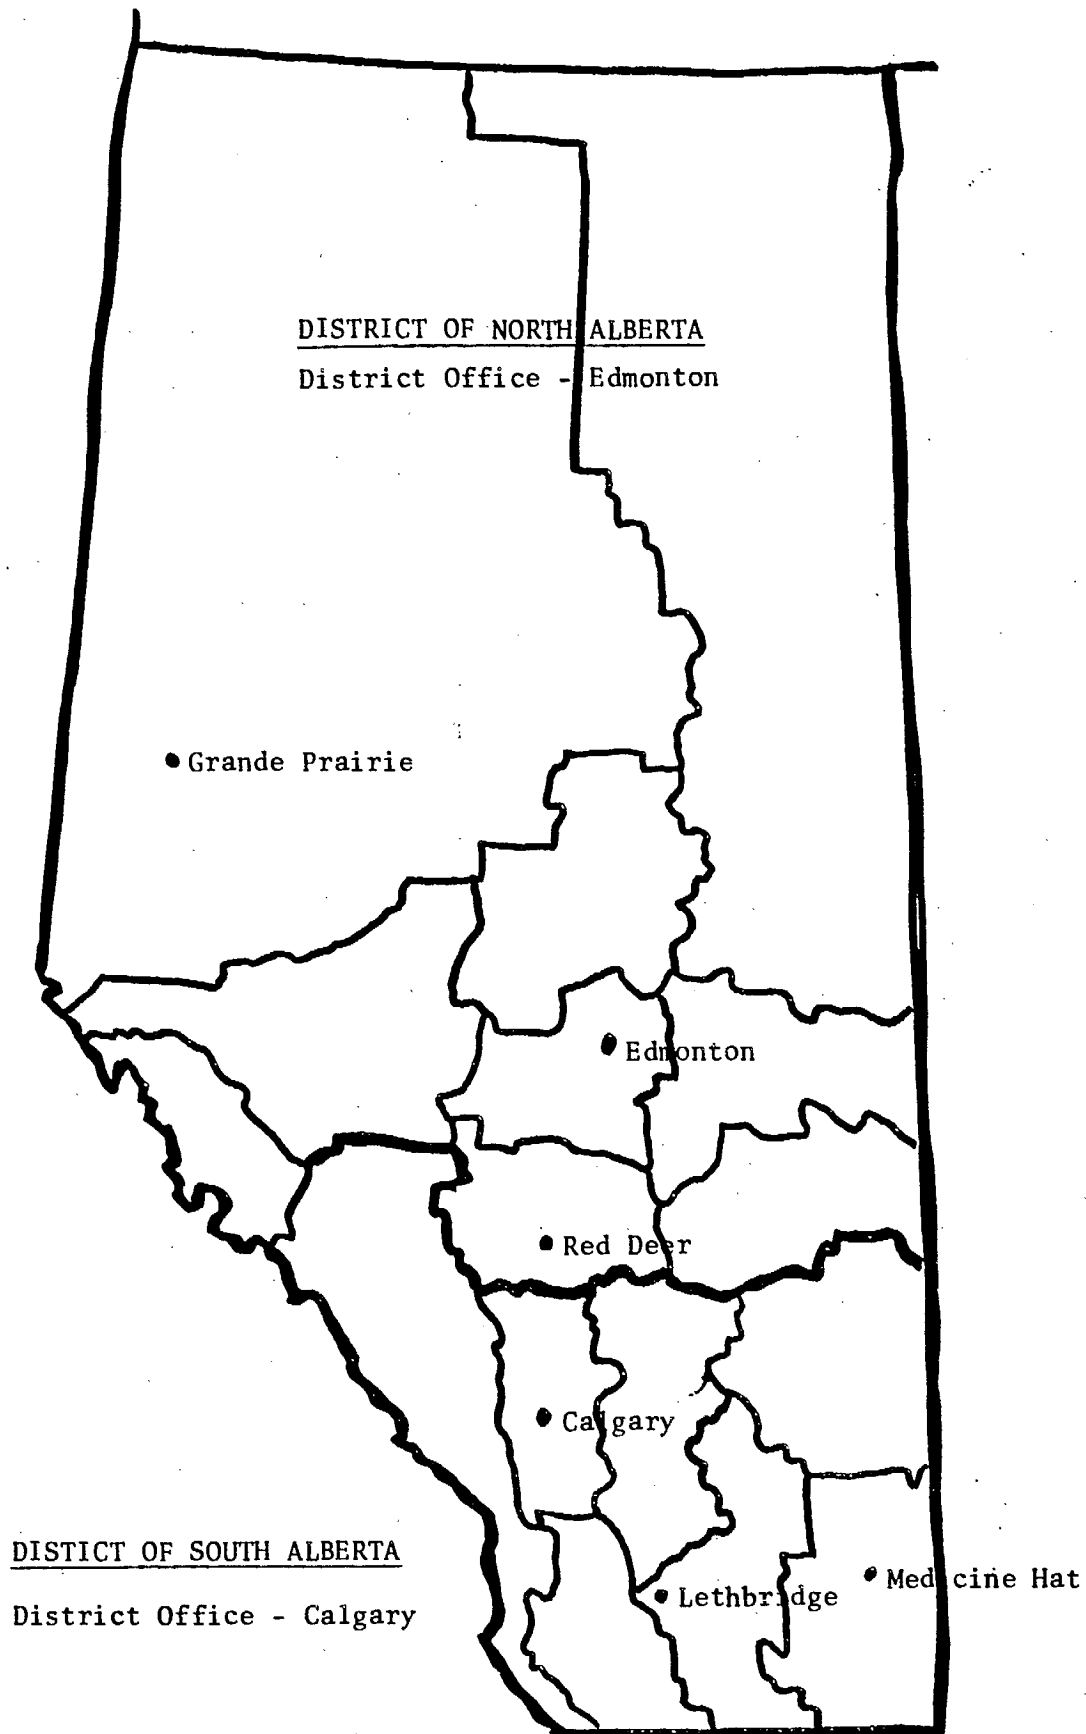 DISTRICT OF NORTH ALBERTA
District Office - Edmonton
Grande Prairie
Edmonton
Red Deer
Calgary
DISTICT OF SOUTH ALBERTA
Medicine Hat
Lethbridge
District Office - Calgary